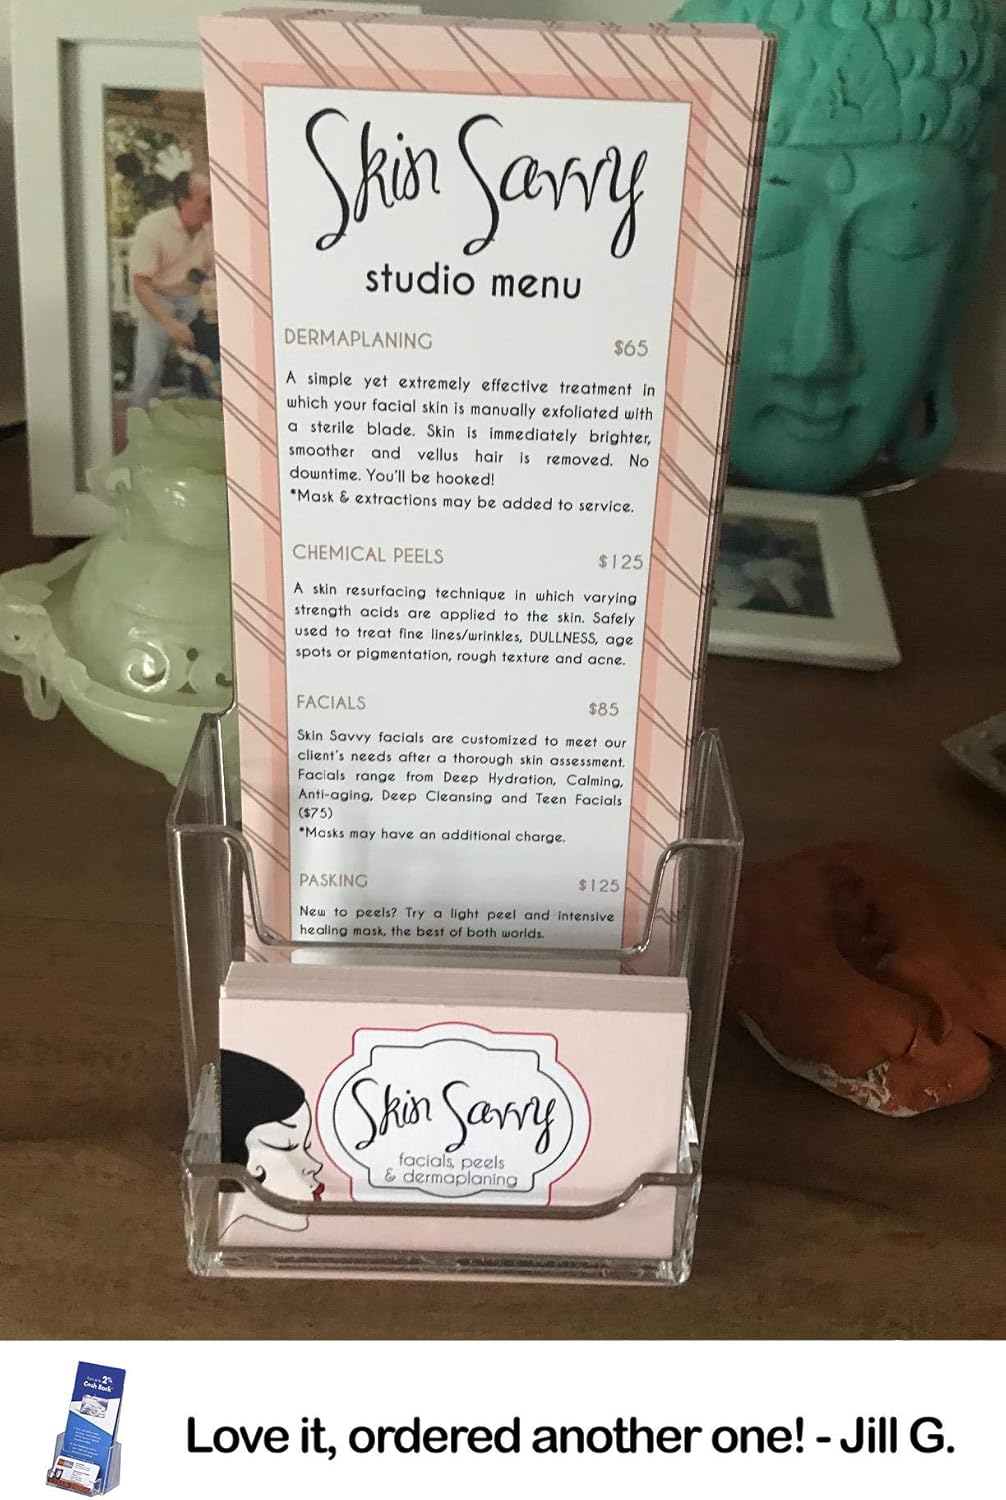 Skin Savvy
studio menu
DERMAPLANING $65
A simple yet extremely effective treatment in
which your facial skin is manually exfoliated with
a sterile blade. Skin is immediately brighter,
smoother and vellus hair is removed. No
downtime. You'll be hooked!
*Mask & extractions may be added to service.
CHEMICAL PEELS $125
A skin resurfacing technique in which varying
strength acids are applied to the skin. Safely
used to treat fine lines/wrinkles, DULLNESS, age
spots or pigmentation, rough texture and acne.
FACIALS $85
Skin Savvy facials are customized to meet our
client's needs after a thorough skin assessment.
Facials range from Deep Hydration, Calming,
Anti-aging, Deep Cleansing and Teen Facials
($75)
*Masks may have an additional charge.
PASKING $125
New to peels? Try a light peel and intensive
healing mask, the best of both worlds.
Skin Savvy
facials, peels
& dermaplaning
2%
Cash Back
Love it, ordered another one! - Jill G.